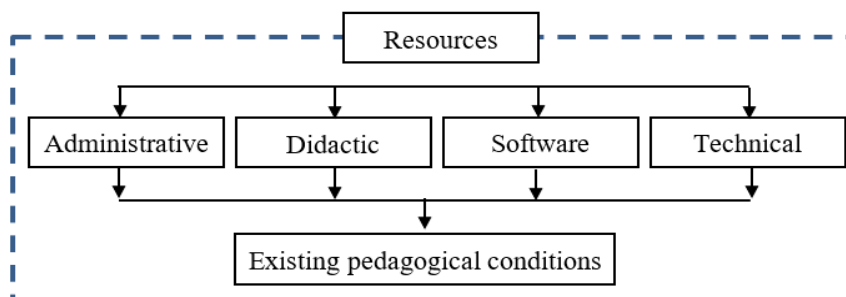 Resources
Administrative
Didactic
Software
Technical
Existing pedagogical conditions